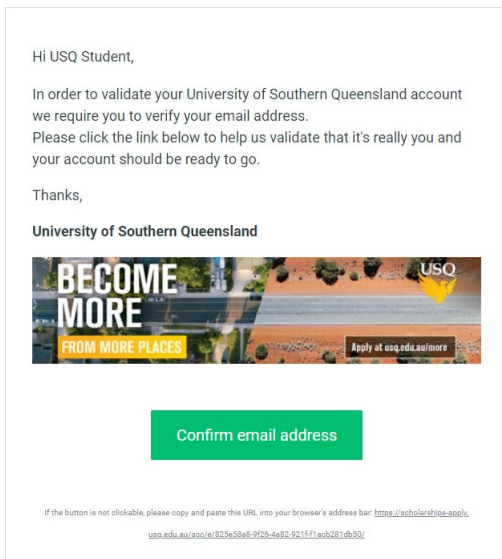 Hi USQ Student,
In order to validate your University of Southern Queensland account
we require you to verify your email address.
Please click the link below to help us validate that it's really you and
your account should be ready to go.
Thanks,
University of Southern Queensland
BECOME
MORE
FROM MORE PLACES
USQ
Apply at usq.edu.au/more
Confirm email address
If the button is not clickable, please copy and paste this URL into your browser's address bar: https://scholarships-apply.
usq.edu.au/acc/e/825e58a8-9f26-4a82-921f-f1acb281db50/